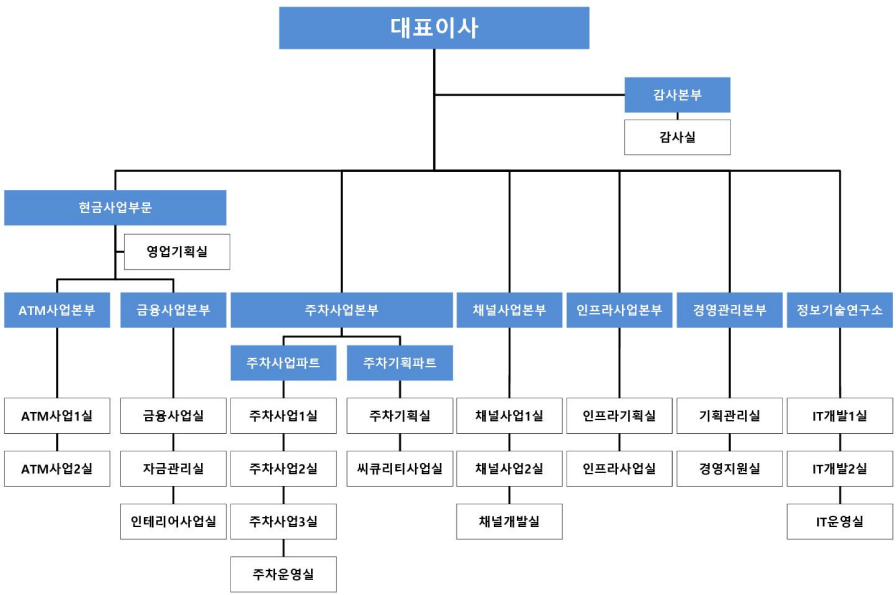 대표이사
감사본부
감사실
현금사업부문
영업기획실
ATM사업본부 금융사업본부 주차사업본부 채널사업본부 인프라사업본부 경영관리본부 정보기술연구소
주차사업파트 주차기획파트
ATM사업1실 금융사업실 주차사업1실 주차기획실 채널사업1실 인프라기획실 기획관리실 IT개발1실
ATM사업2실 자금관리실 주차사업2실 씨큐리티사업실 채널사업2실 인프라사업실 경영지원실 IT개발2실
인테리어사업실 주차사업3실 채널개발실 IT운영실
주차운영실